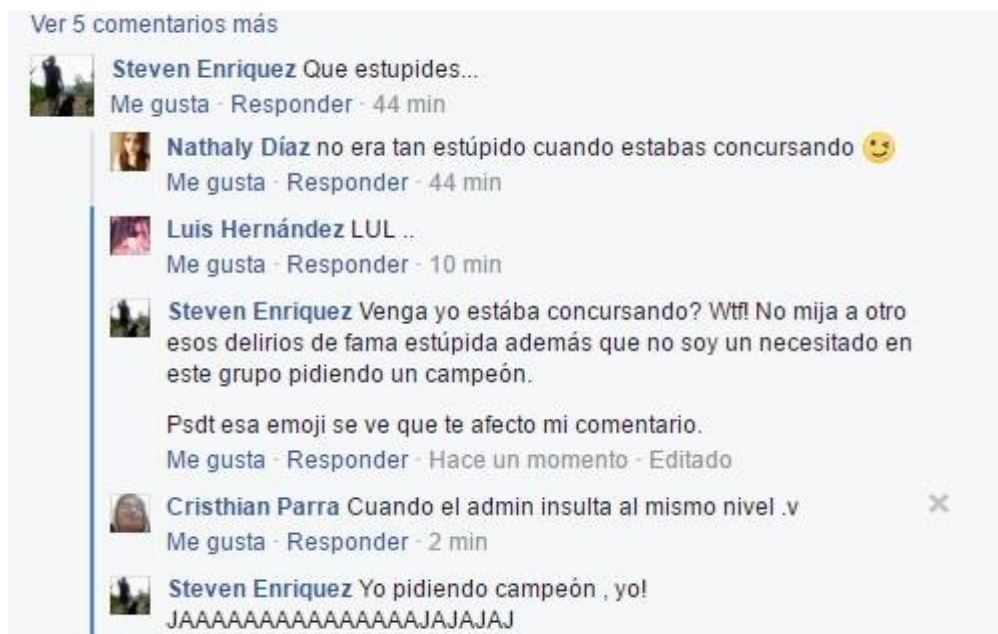 Ver 5 comentarios más
Steven Enriquez Que estupides...
Me gusta · Responder · 44 min
Nathaly Díaz no era tan estúpido cuando estabas concursando 😉
Me gusta · Responder · 44 min
Luis Hernández LUL ..
Me gusta · Responder · 10 min
Steven Enriquez Venga yo estába concursando? Wtf! No mija a otro
esos delirios de fama estúpida además que no soy un necesitado en
este grupo pidiendo un campeón.
Psdt esa emoji se ve que te afecto mi comentario.
Me gusta · Responder · Hace un momento · Editado
Cristhian Parra Cuando el admin insulta al mismo nivel .v
Me gusta · Responder · 2 min
Steven Enriquez Yo pidiendo campeón , yo!
JAAAAAAAAAAAAAAAAJAJAJAJ